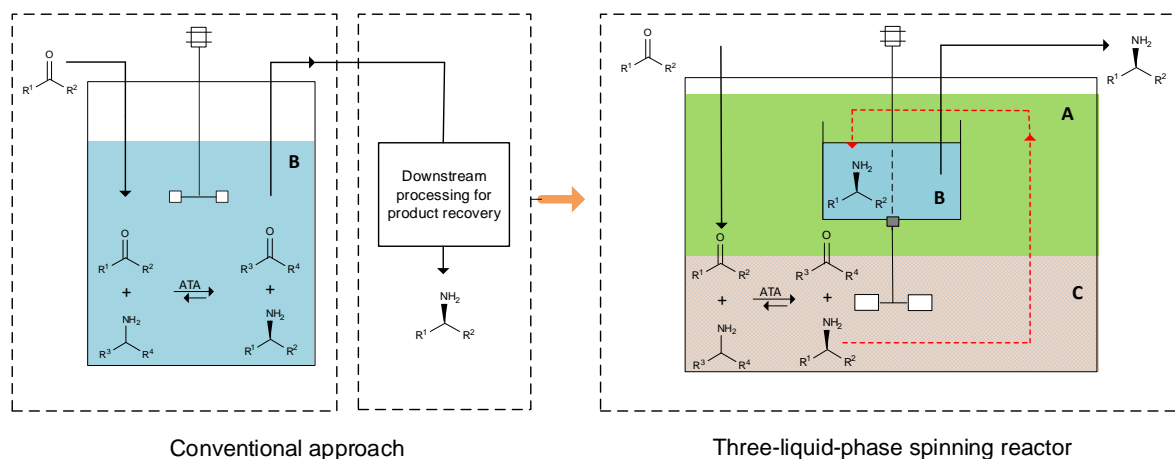 O
R¹ R²
B
O
R¹ R²
+
NH₂
R³ R⁴
ATA
O
R³ R⁴
+
NH₂
R¹ R²
Downstream
processing for
product recovery
NH₂
R¹ R²
Conventional approach
O
R¹ R²
NH₂
R¹ R²
A
NH₂
R¹ R²
B
O
R¹ R²
+
NH₂
R³ R⁴
ATA
O
R³ R⁴
+
NH₂
R¹ R²
C
Three-liquid-phase spinning reactor